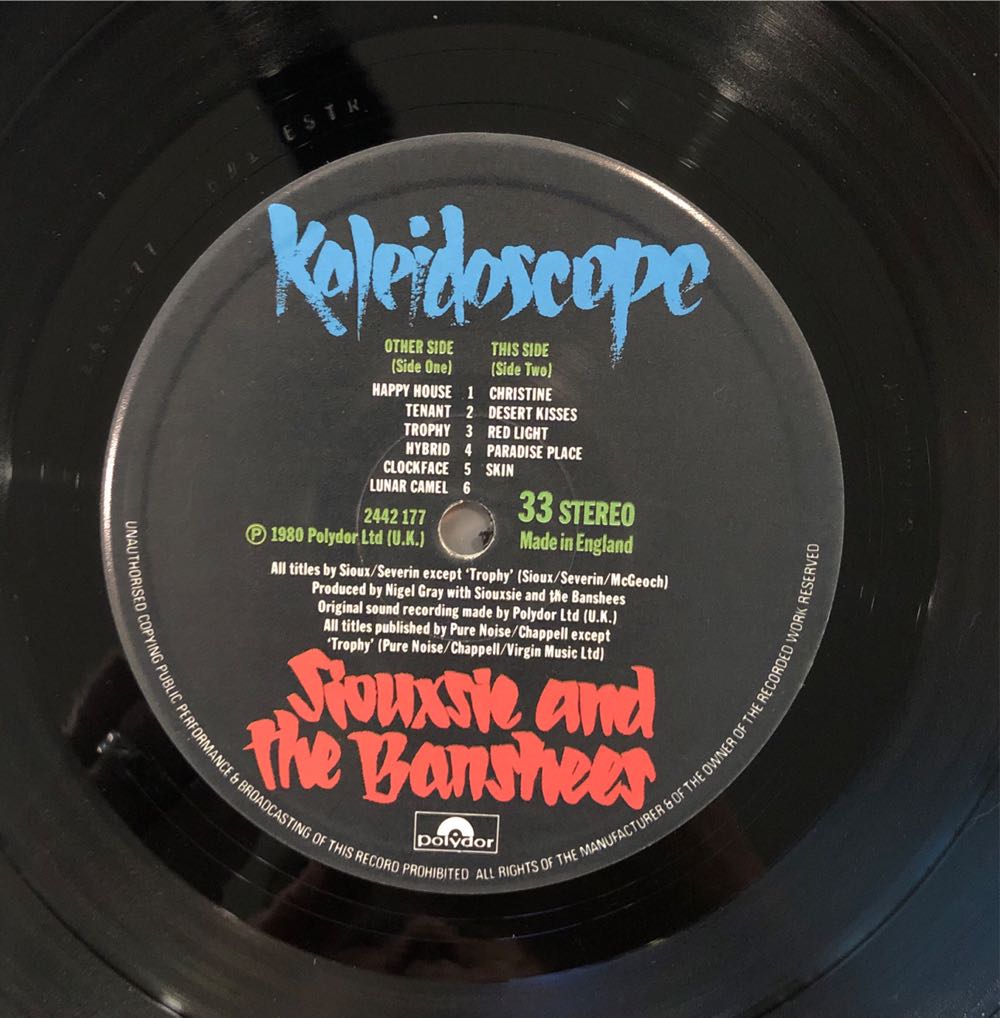 ESTR
Kaleidoscope
OTHER SIDE THIS SIDE
(Side One) (Side Two)
HAPPY HOUSE 1 CHRISTINE
TENANT 2 DESERT KISSES
TROPHY 3 RED LIGHT
HYBRID 4 PARADISE PLACE
CLOCKFACE 5 SKIN
LUNAR CAMEL 6
2442 177 33 STEREO
℗ 1980 Polydor Ltd (U.K.) Made in England
All titles by Sioux/Severin except 'Trophy' (Sioux/Severin/McGeoch)
Produced by Nigel Gray with Siouxsie and the Banshees
Original sound recording made by Polydor Ltd (U.K.)
All titles published by Pure Noise/Chappell except
'Trophy' (Pure Noise/Chappell/Virgin Music Ltd)
Siouxsie and
the Banshees
polydor
UNAUTHORISED COPYING PUBLIC PERFORMANCE & BROADCASTING OF THIS RECORD PROHIBITED ALL RIGHTS OF THE MANUFACTURER & OF THE OWNER OF THE RECORDED WORK RESERVED